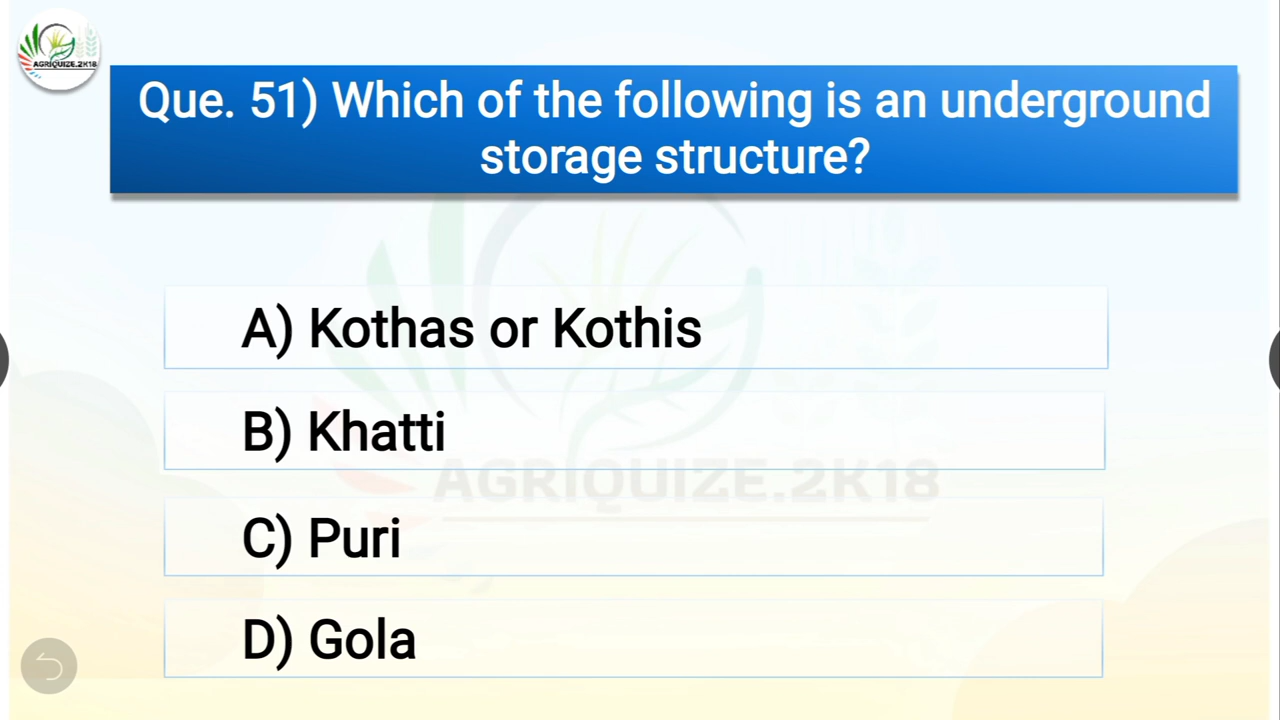 AGRIQUIZE.2K18
Que. 51) Which of the following is an underground
storage structure?
A) Kothas or Kothis
B) Khatti
AGRIQUIZE.2K18
C) Puri
D) Gola